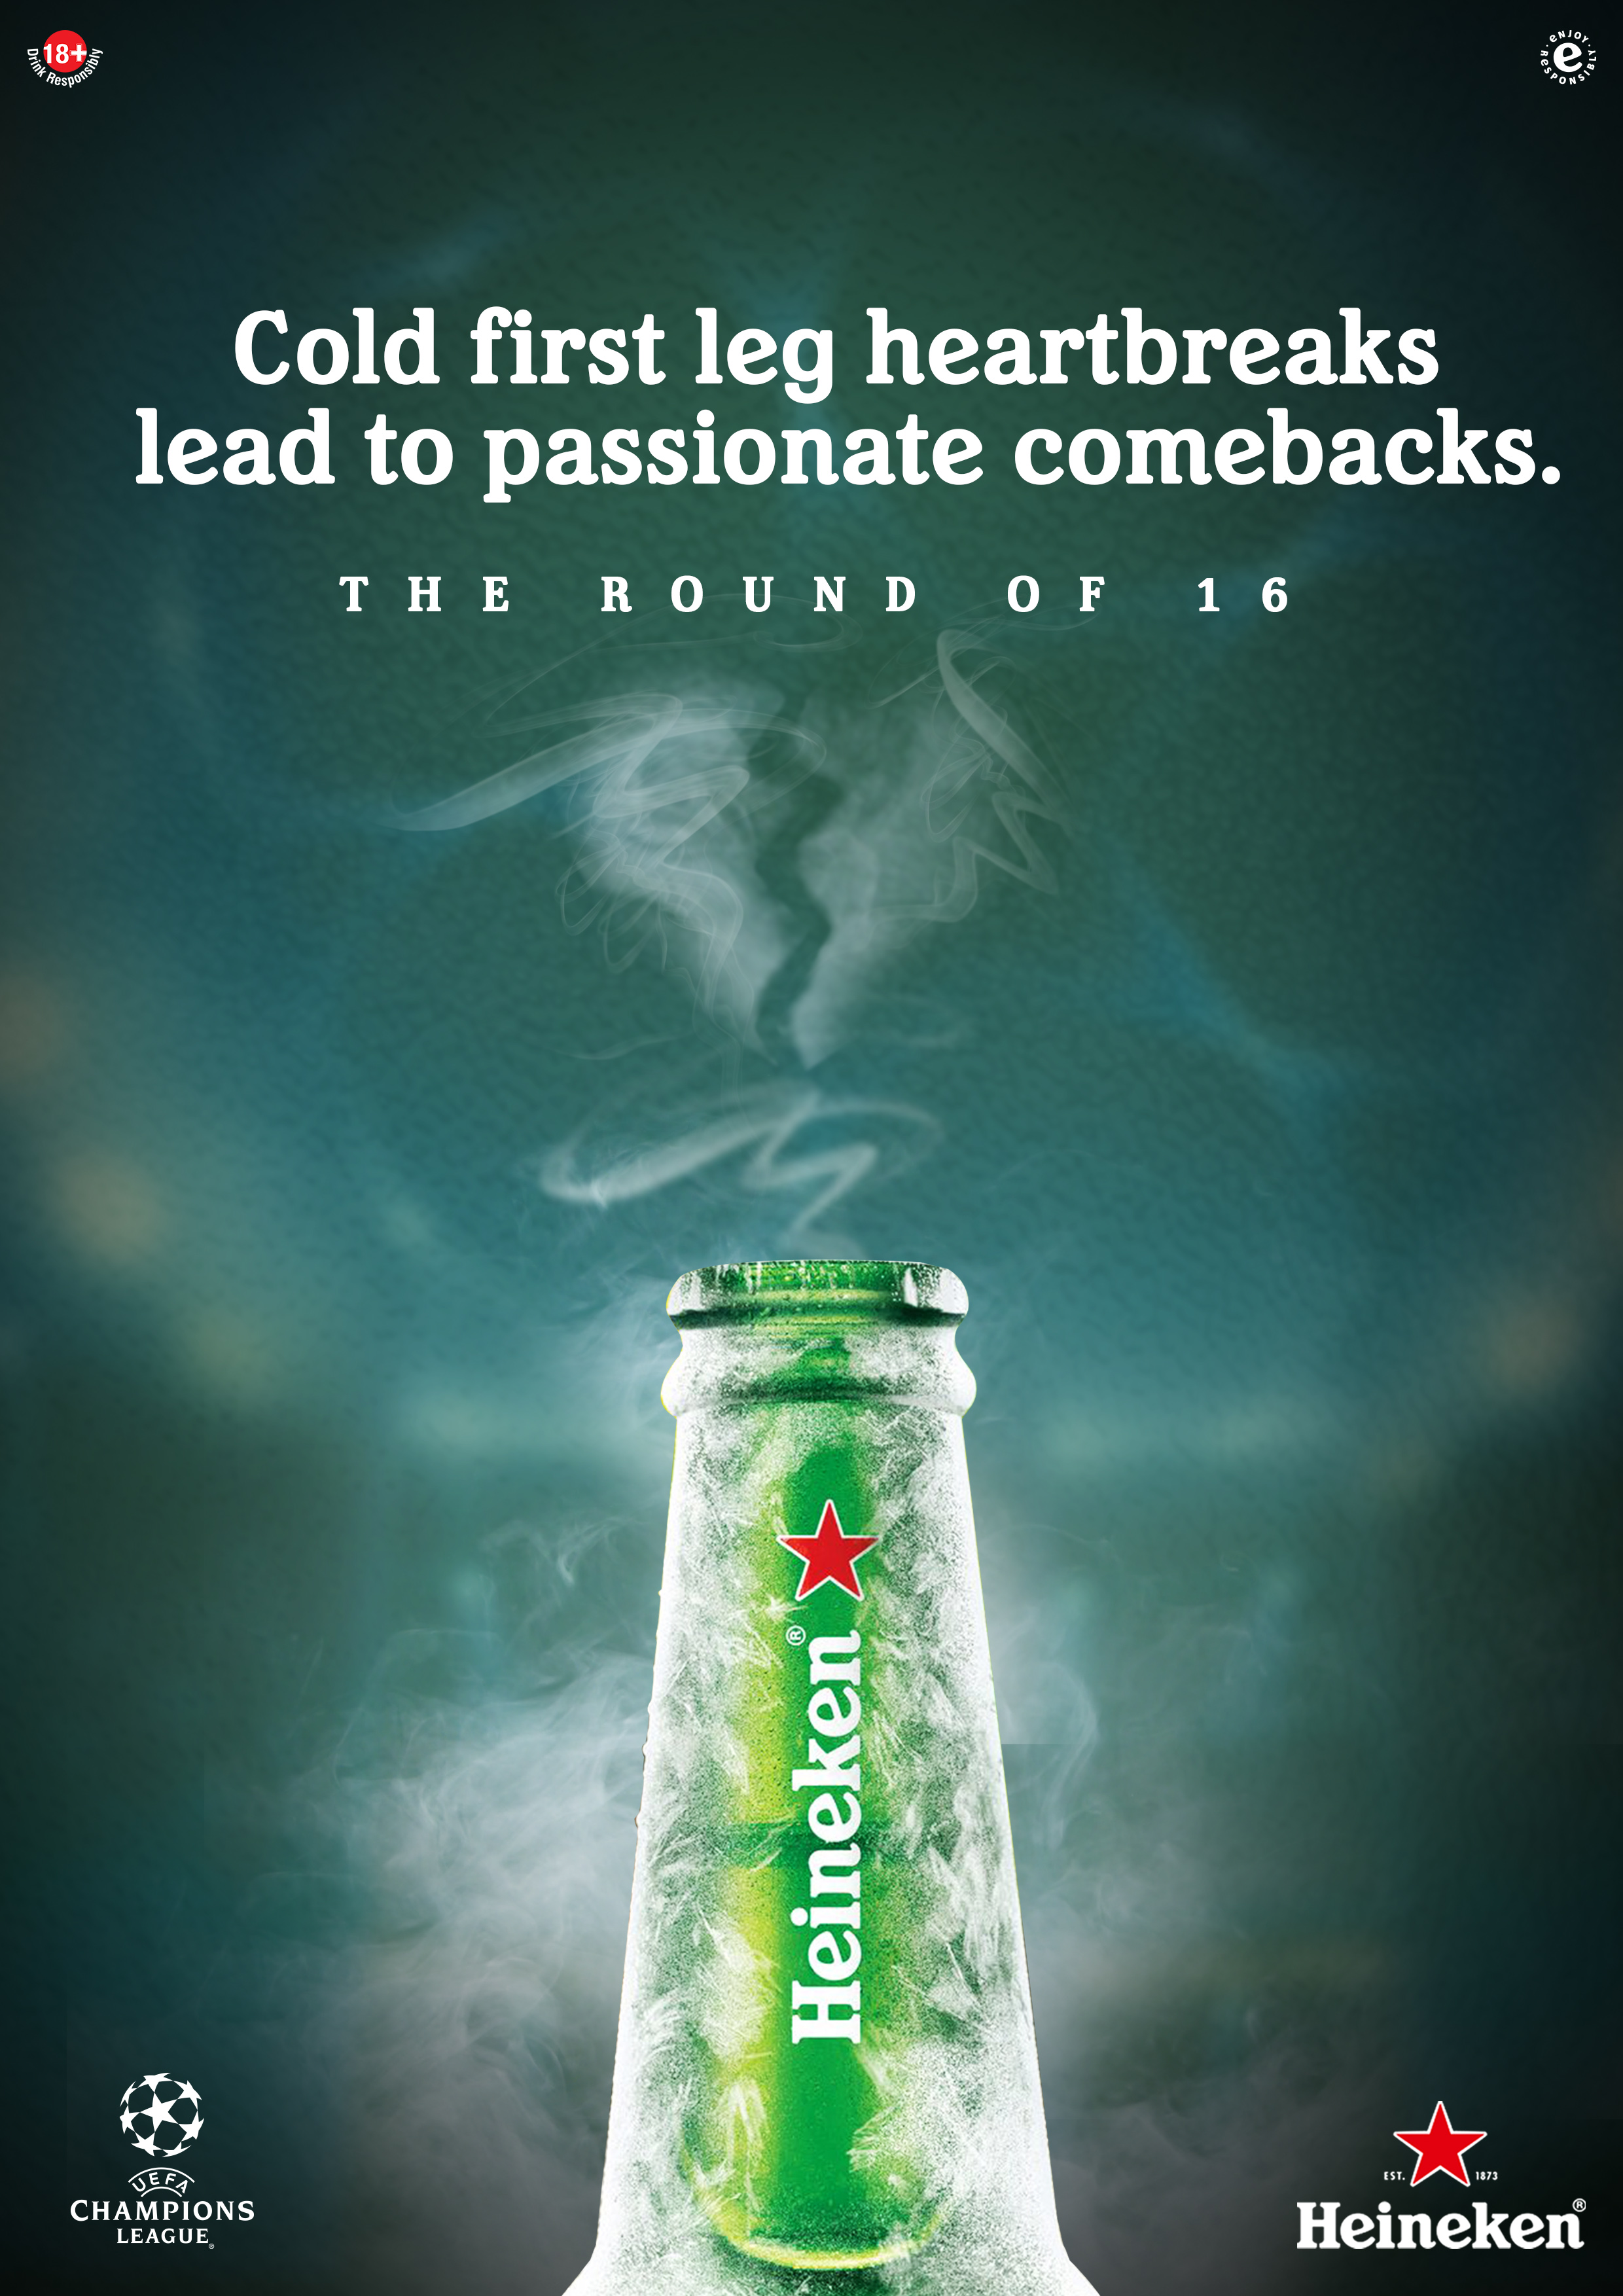 18+
Drink Responsibly
ENJOY RESPONSIBLY
e
Cold first leg heartbreaks
lead to passionate comebacks.
THE ROUND OF 16
Heineken®
UEFA
CHAMPIONS
LEAGUE®
EST. 1873
Heineken®